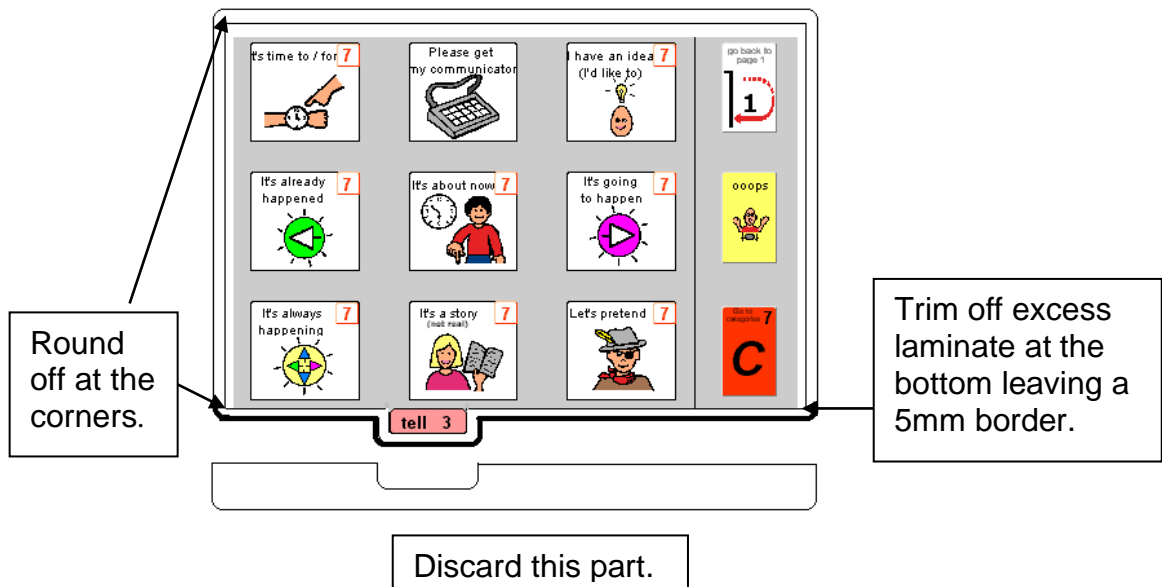 It's time to / for 7
Please get
my communicator
I have an idea 7
(I'd like to)
go back to
page 1
1
It's already 7
happened
It's about now 7
It's going 7
to happen
ooops
It's always 7
happening
It's a story 7
(not real)
Let's pretend 7
Go to
categories 7
C
tell 3
Round
off at the
corners.
Trim off excess
laminate at the
bottom leaving a
5mm border.
Discard this part.